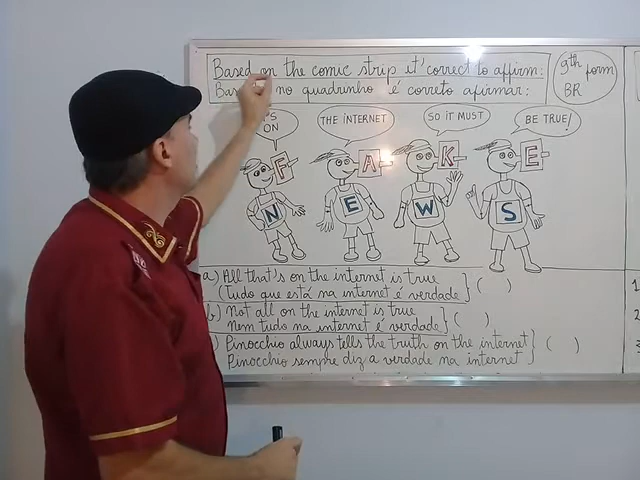 Based on the comic strip it' correct to affirm:
no quadrinho é correto afirmar:
9th form
BR
ON
THE INTERNET
SO IT MUST
BE TRUE!
F A K E
N E W S
a) All that's on the internet is true
(tudo que está na internet é verdade ( )
b) Not all on the internet is true
Nem tudo na internet é verdade ( )
) Pinocchio always tells the truth on the internet
Pinocchio sempre diz a verdade na internet ( )
1
2